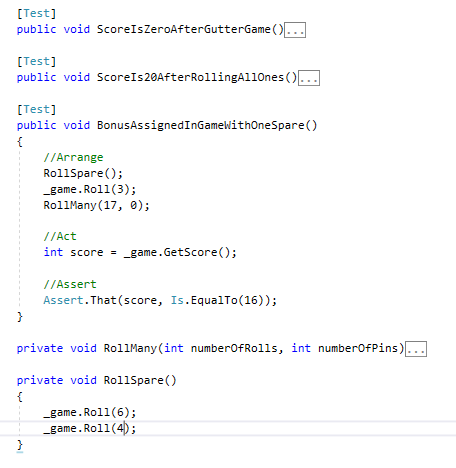 [Test]
public void ScoreIsZeroAfterGutterGame()...
[Test]
public void ScoreIs20AfterRollingAllOnes()...
[Test]
public void BonusAssignedInGameWithOneSpare()
{
//Arrange
RollSpare();
_game.Roll(3);
RollMany(17, 0);
//Act
int score = _game.GetScore();
//Assert
Assert.That(score, Is.EqualTo(16));
}
private void RollMany(int numberOfRolls, int numberOfPins)...
private void RollSpare()
{
_game.Roll(6);
_game.Roll(4);
}